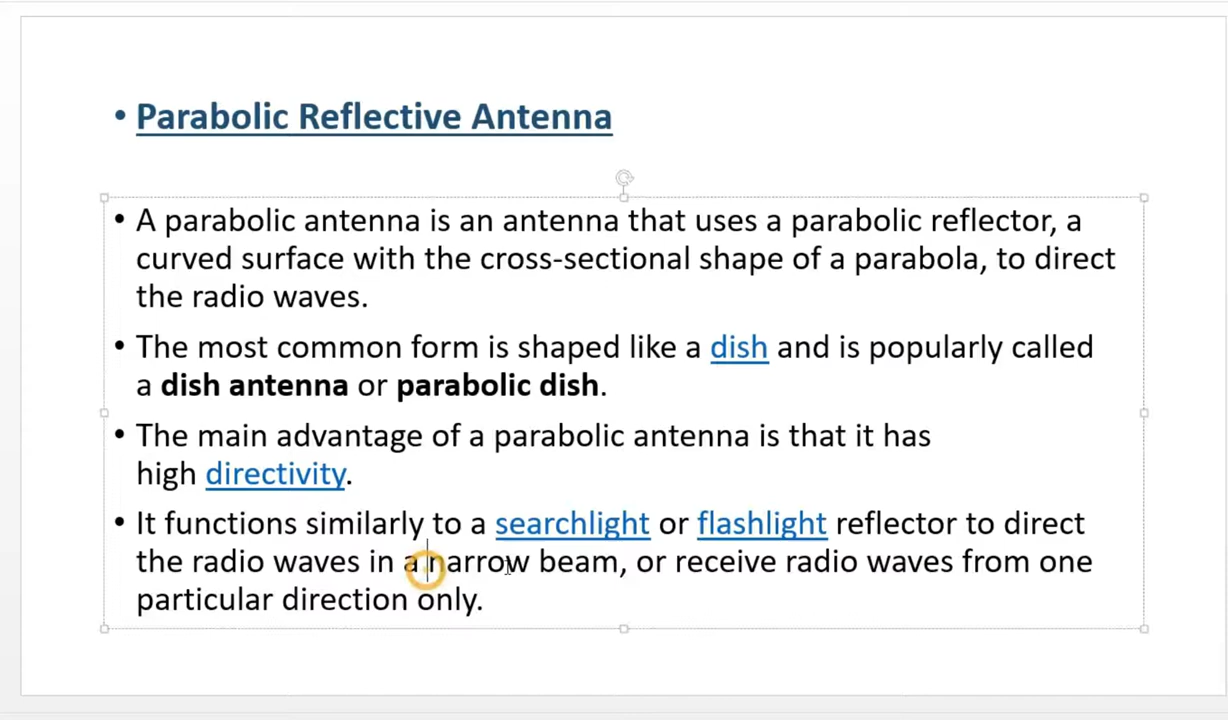 • Parabolic Reflective Antenna
• A parabolic antenna is an antenna that uses a parabolic reflector, a
curved surface with the cross-sectional shape of a parabola, to direct
the radio waves.
• The most common form is shaped like a dish and is popularly called
a dish antenna or parabolic dish.
• The main advantage of a parabolic antenna is that it has
high directivity.
• It functions similarly to a searchlight or flashlight reflector to direct
the radio waves in a narrow beam, or receive radio waves from one
particular direction only.